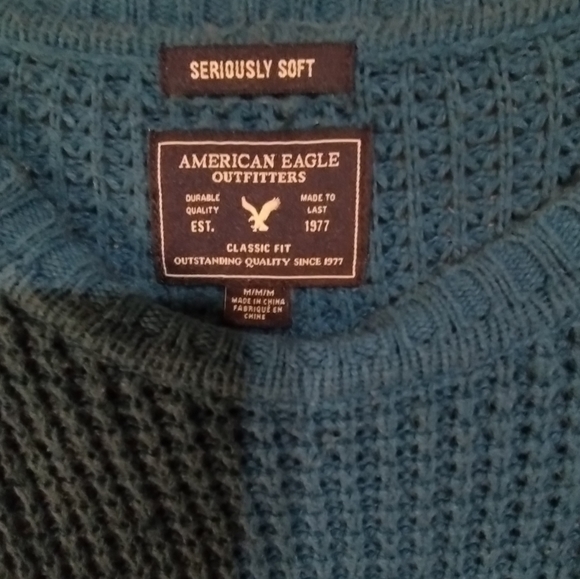 SERIOUSLY SOFT
AMERICAN EAGLE
OUTFITTERS
DURABLE QUALITY
MADE TO LAST
EST. 1977
CLASSIC FIT
OUTSTANDING QUALITY SINCE 1977
M/M/M
MADE IN CHINA
FABRIQUÉ EN
CHINE